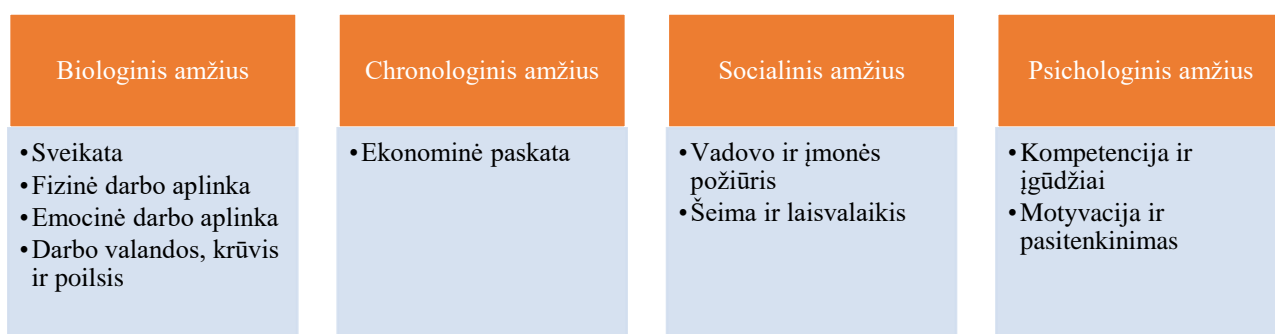 Biologinis amžius
•Sveikata
•Fizinė darbo aplinka
•Emocinė darbo aplinka
•Darbo valandos, krūvis
ir poilsis
Chronologinis amžius
•Ekonominė paskata
Socialinis amžius
•Vadovo ir įmonės
požiūris
•Šeima ir laisvalaikis
Psichologinis amžius
•Kompetencija ir
įgūdžiai
•Motyvacija ir
pasitenkinimas